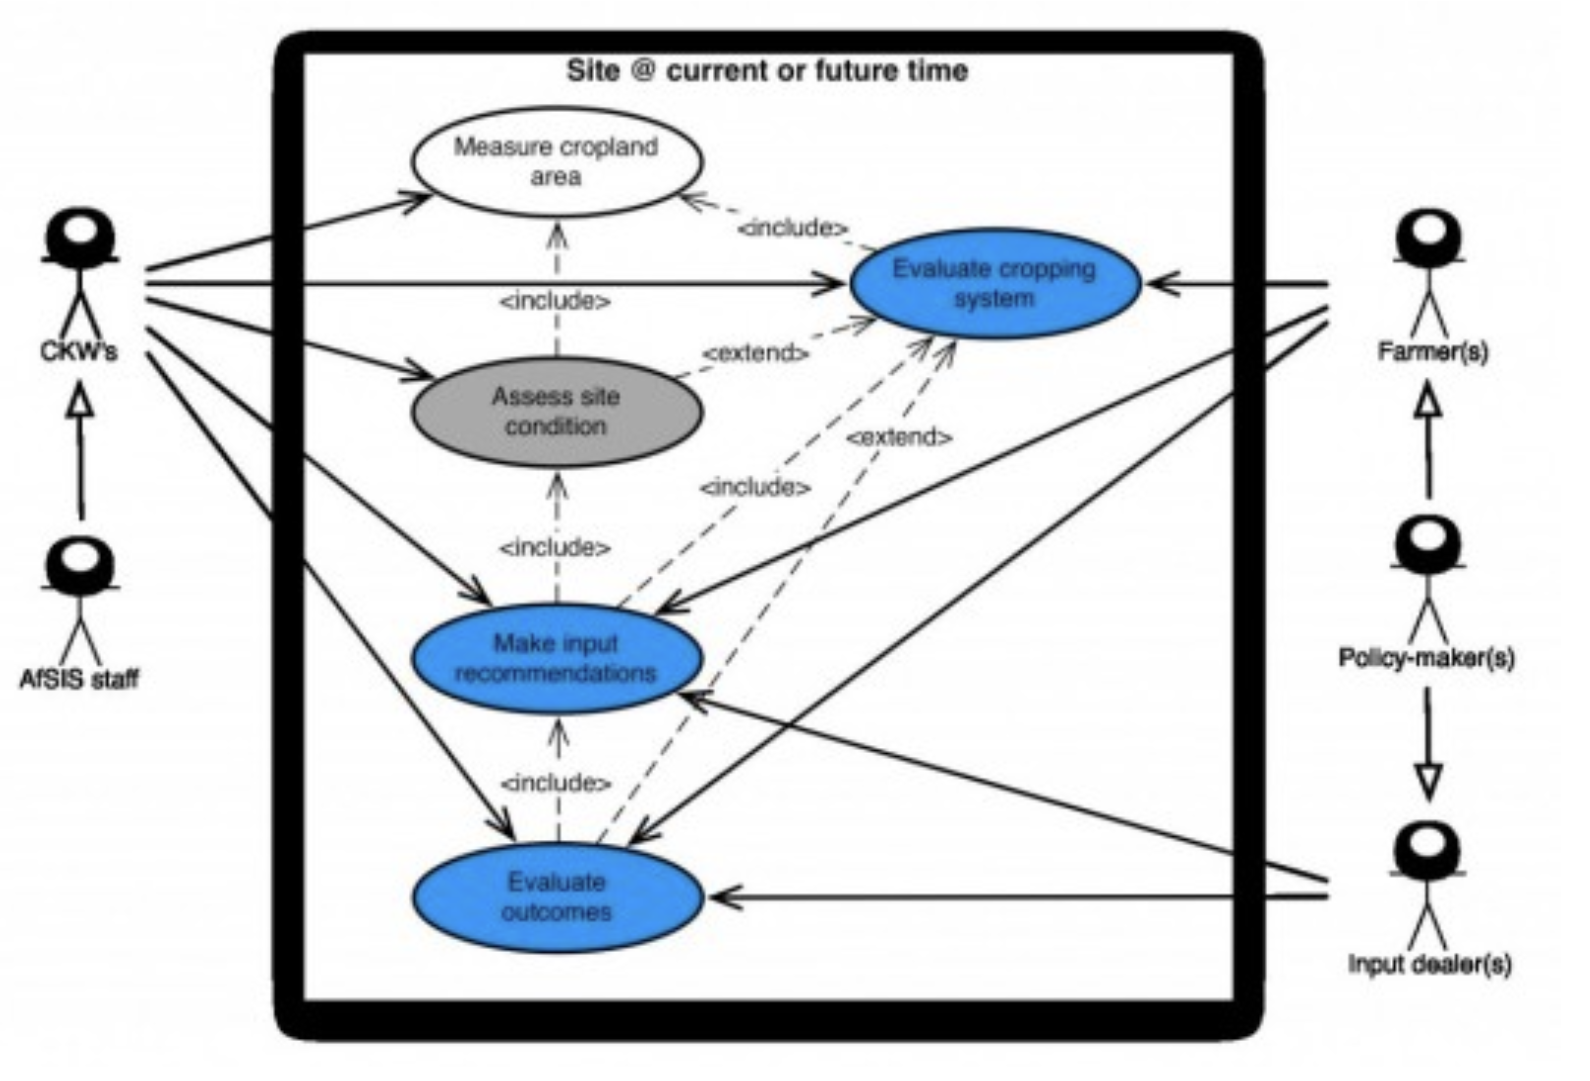 Site @ current or future time
Measure cropland
area
<include>
Evaluate cropping
system
<include>
<extend>
CKW's
Farmer(s)
Assess site
condition
<extend>
<include>
<include>
Make input
recommendations
AfSIS staff
Policy-maker(s)
<include>
Evaluate
outcomes
Input dealer(s)